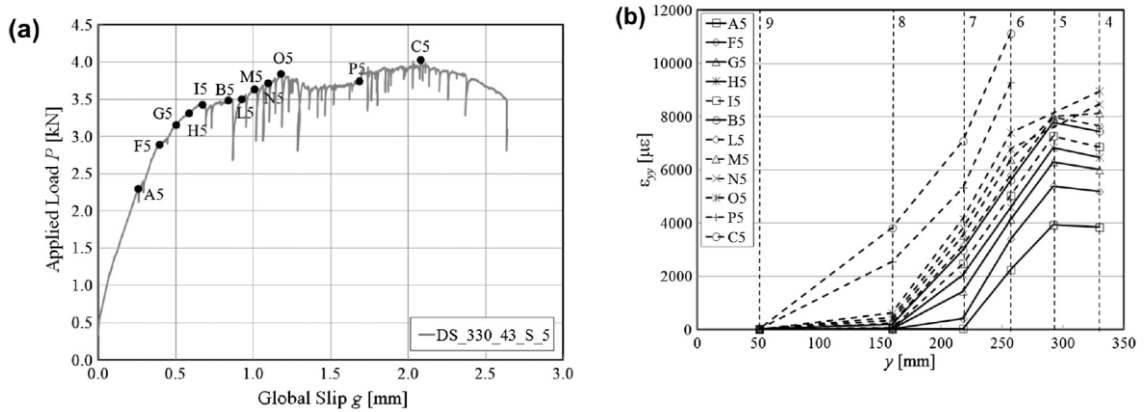 (a)
Applied Load P [kN]
4.5
4.0
3.5
3.0
2.5
2.0
1.5
1.0
0.5
0.0
A5
F5
G5
H5
I5
B5
L5
M5
N5
O5
P5
C5
DS_330_43_S_5
0.0 0.5 1.0 1.5 2.0 2.5 3.0
Global Slip g [mm]
(b)
εyy [με]
12000
10000
8000
6000
4000
2000
0
9 8 7 6 5 4
A5
F5
G5
H5
I5
B5
L5
M5
N5
O5
P5
C5
0 50 100 150 200 250 300 350
y [mm]